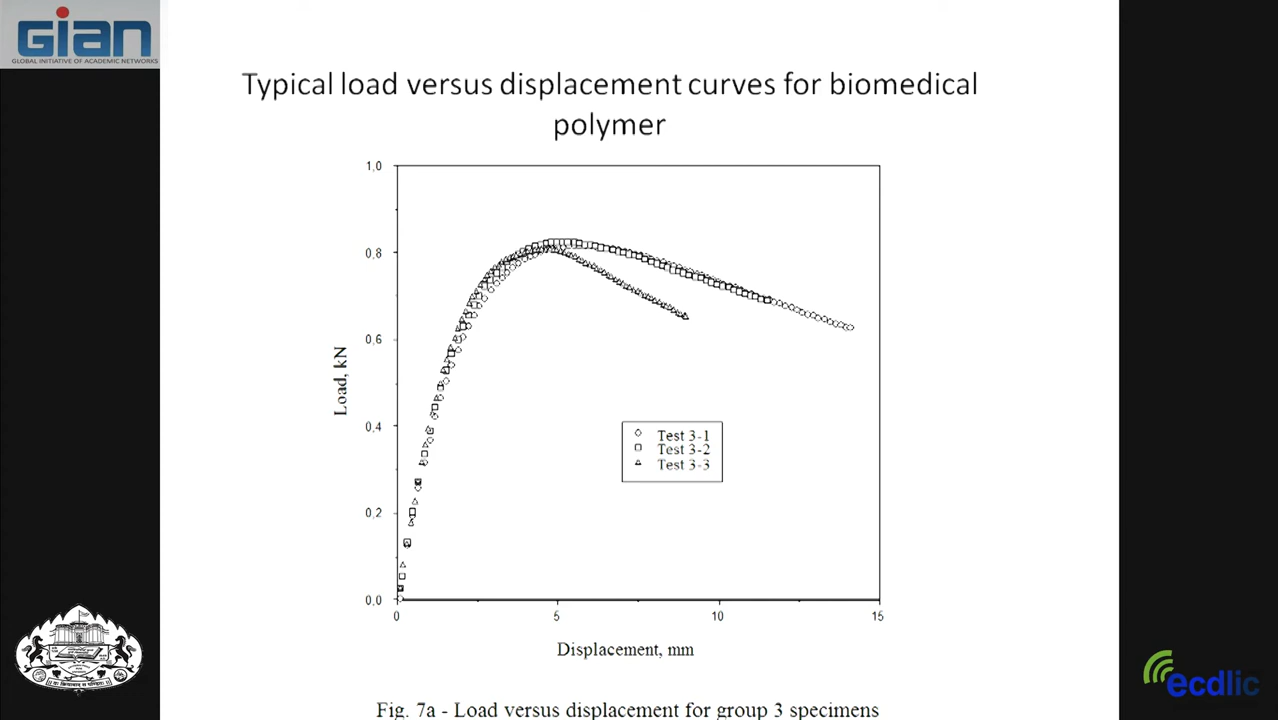 GIAN
GLOBAL INITIATIVE OF ACADEMIC NETWORKS
Typical load versus displacement curves for biomedical
polymer
1,0
0,8
0,6
0,4
0,2
0,0
Load, kN
Test 3-1
Test 3-2
Test 3-3
0
5
10
15
Displacement, mm
Fig. 7a - Load versus displacement for group 3 specimens
ecdlic